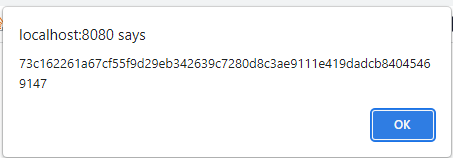 localhost:8080 says
73c162261a67cf55f9d29eb342639c7280d8c3ae9111e419dadcb8404546
9147
OK